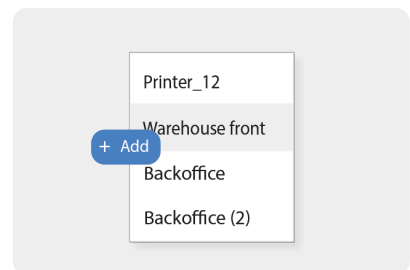 Printer_12
Warehouse front
+ Add
Backoffice
Backoffice (2)